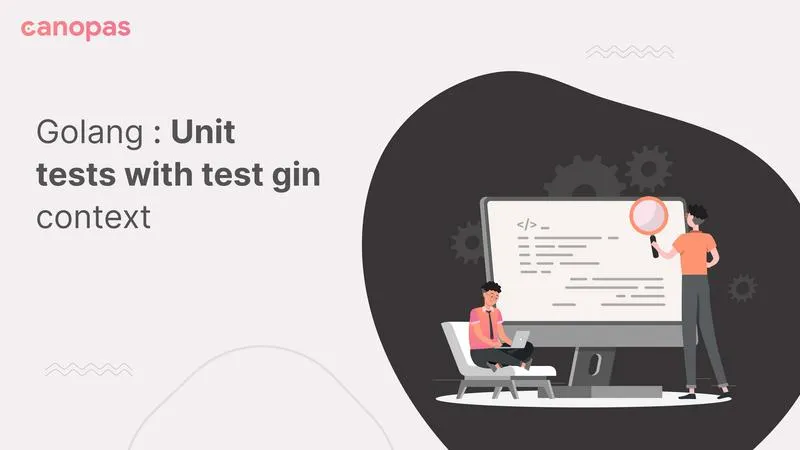 canopas
Golang : Unit
tests with test gin
context
</>